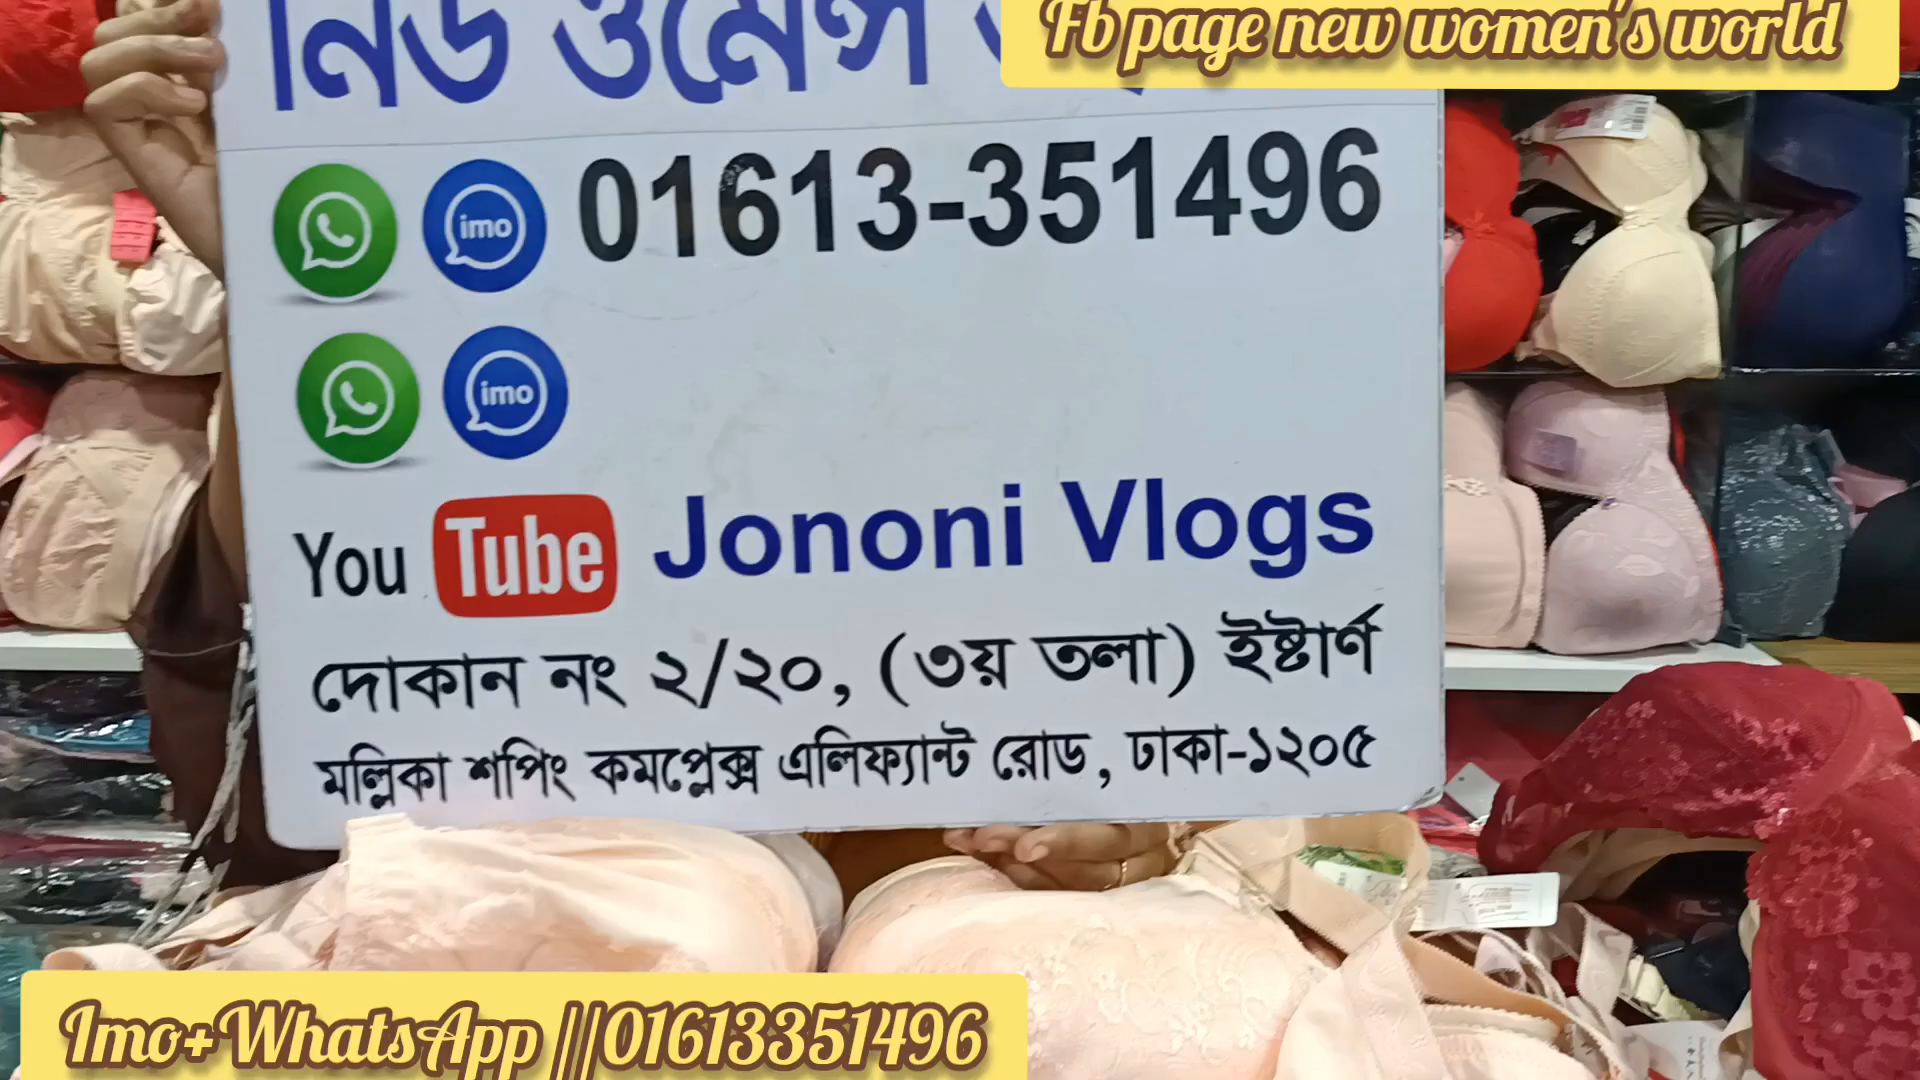 Fb page new women's world
নিউ ওমেন্স
01613-351496
imo
imo
You Tube Jononi Vlogs
দোকান নং ২/২০, (৩য় তলা) ইষ্টার্ণ
মল্লিকা শপিং কমপ্লেক্স এলিফ্যান্ট রোড, ঢাকা-১২০৫
Imo+WhatsApp ||01613351496